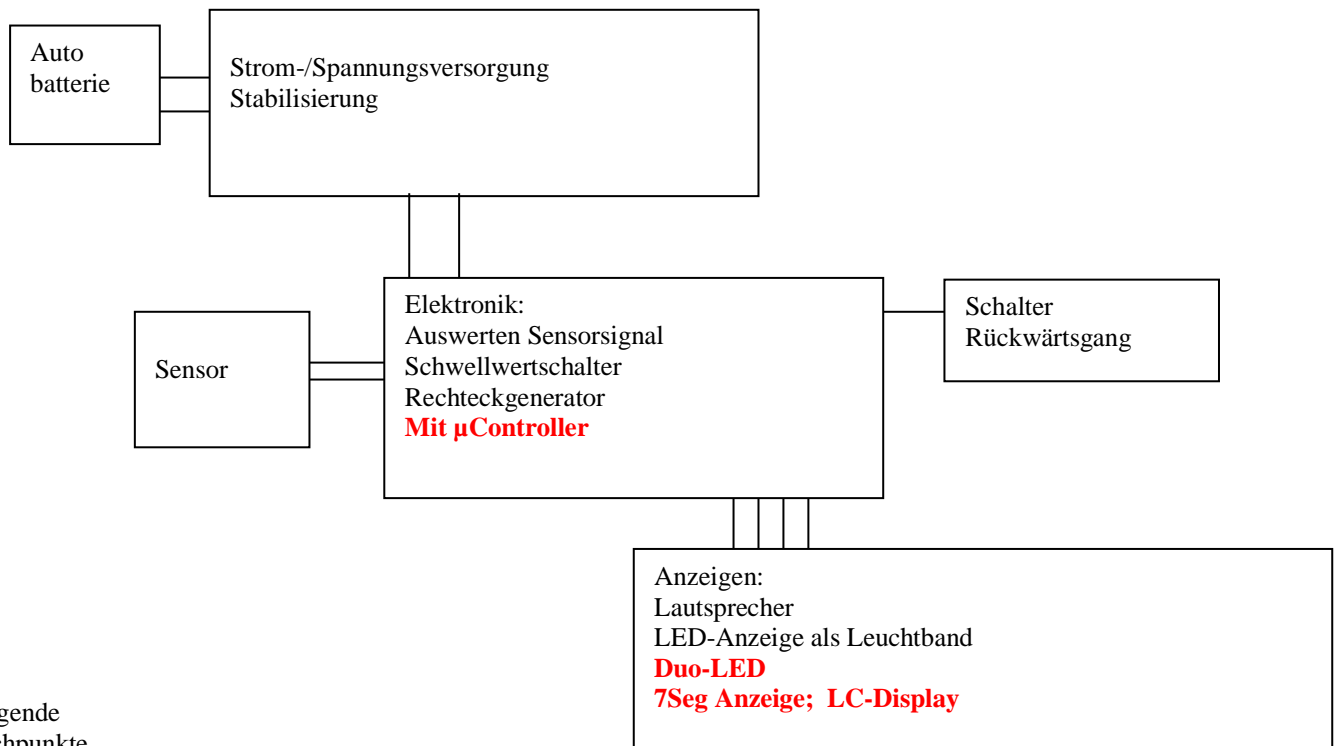 Auto
batterie
Strom-/Spannungsversorgung
Stabilisierung
Elektronik:
Auswerten Sensorsignal
Schwellwertschalter
Rechteckgenerator
Mit µController
Schalter
Rückwärtsgang
Sensor
Anzeigen:
Lautsprecher
LED-Anzeige als Leuchtband
Duo-LED
7Seg Anzeige;  LC-Display
gende